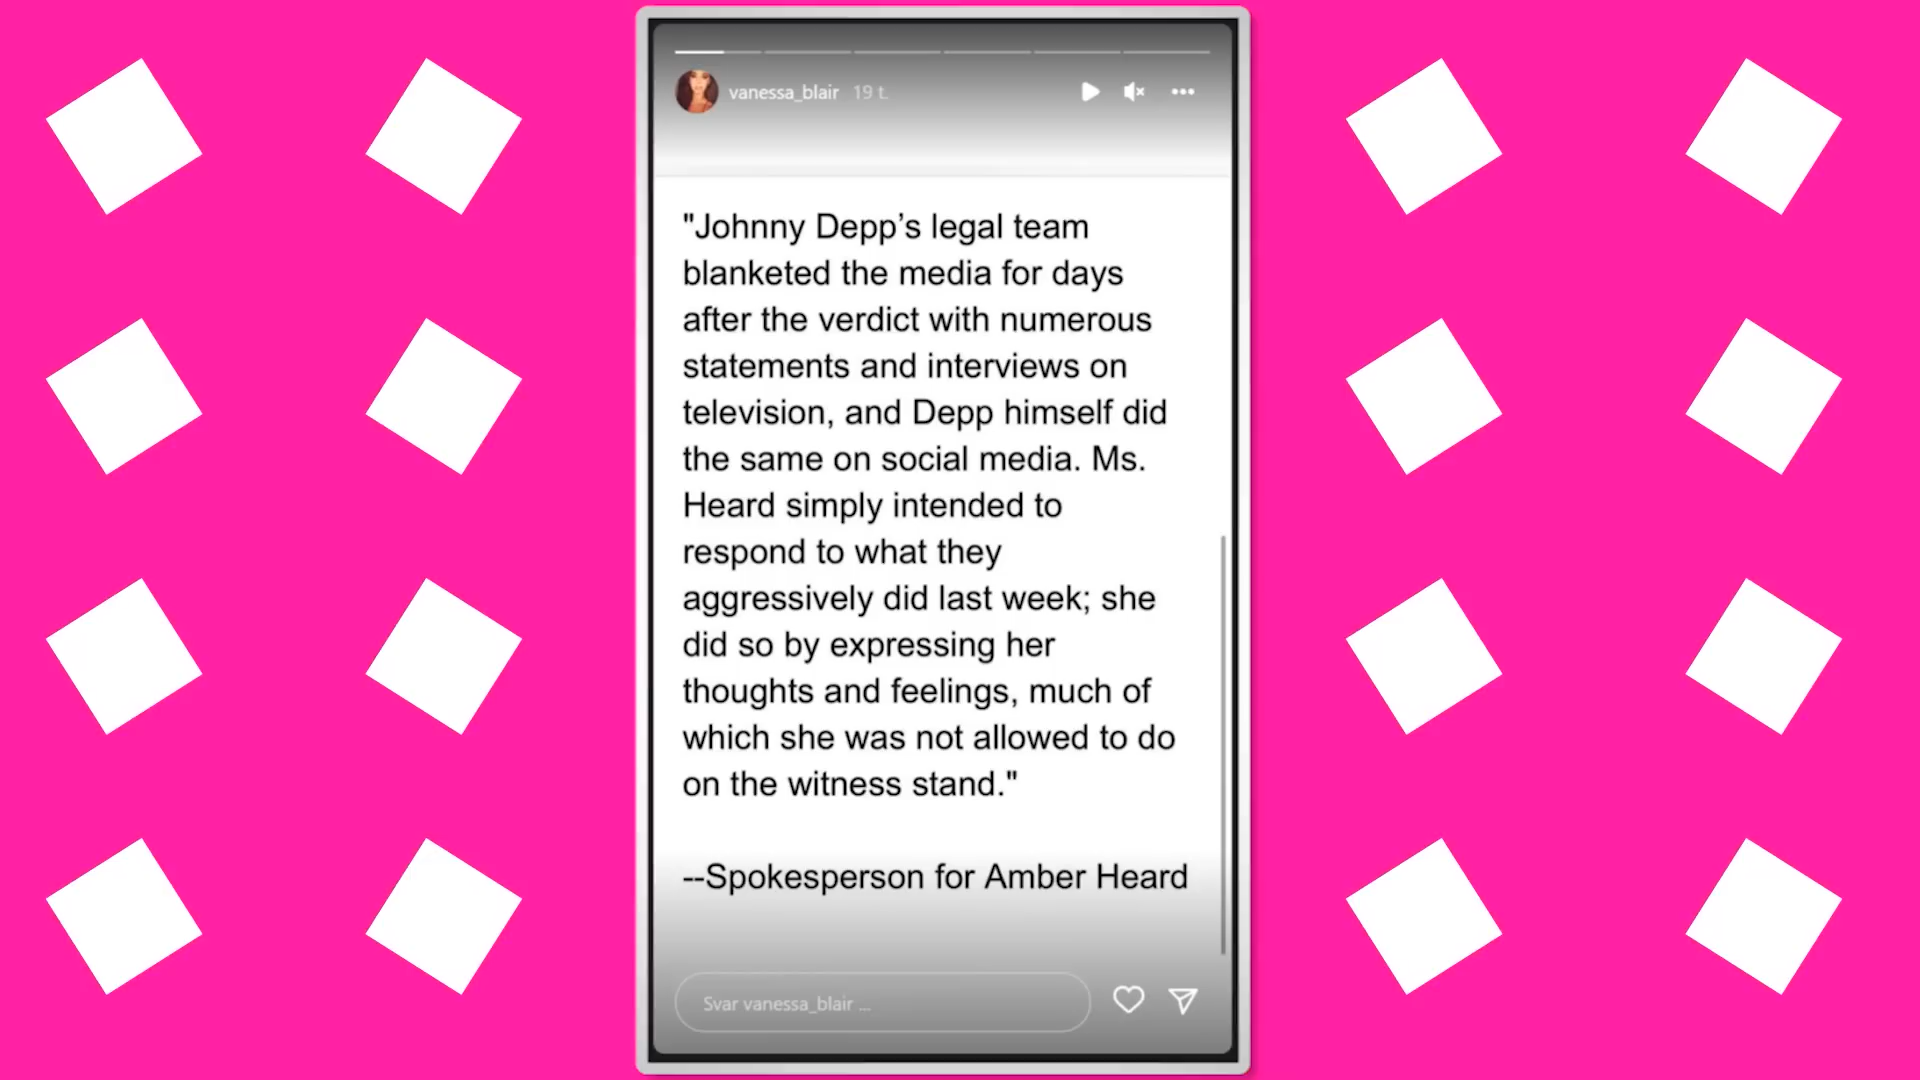 vanessa_blair 19 t.
"Johnny Depp’s legal team
blanketed the media for days
after the verdict with numerous
statements and interviews on
television, and Depp himself did
the same on social media. Ms.
Heard simply intended to
respond to what they
aggressively did last week; she
did so by expressing her
thoughts and feelings, much of
which she was not allowed to do
on the witness stand."
--Spokesperson for Amber Heard
Svar vanessa_blair ...